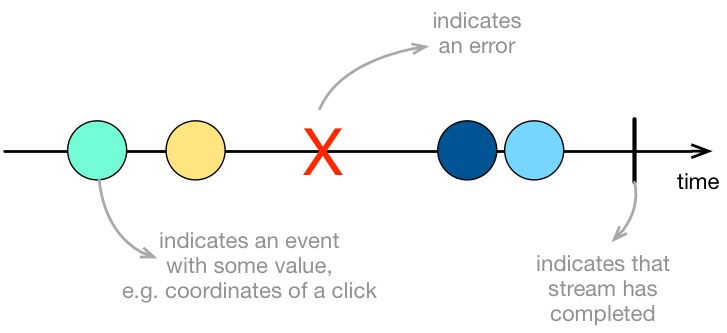 indicates
an error
X
time
indicates an event
with some value,
e.g. coordinates of a click
indicates that
stream has
completed